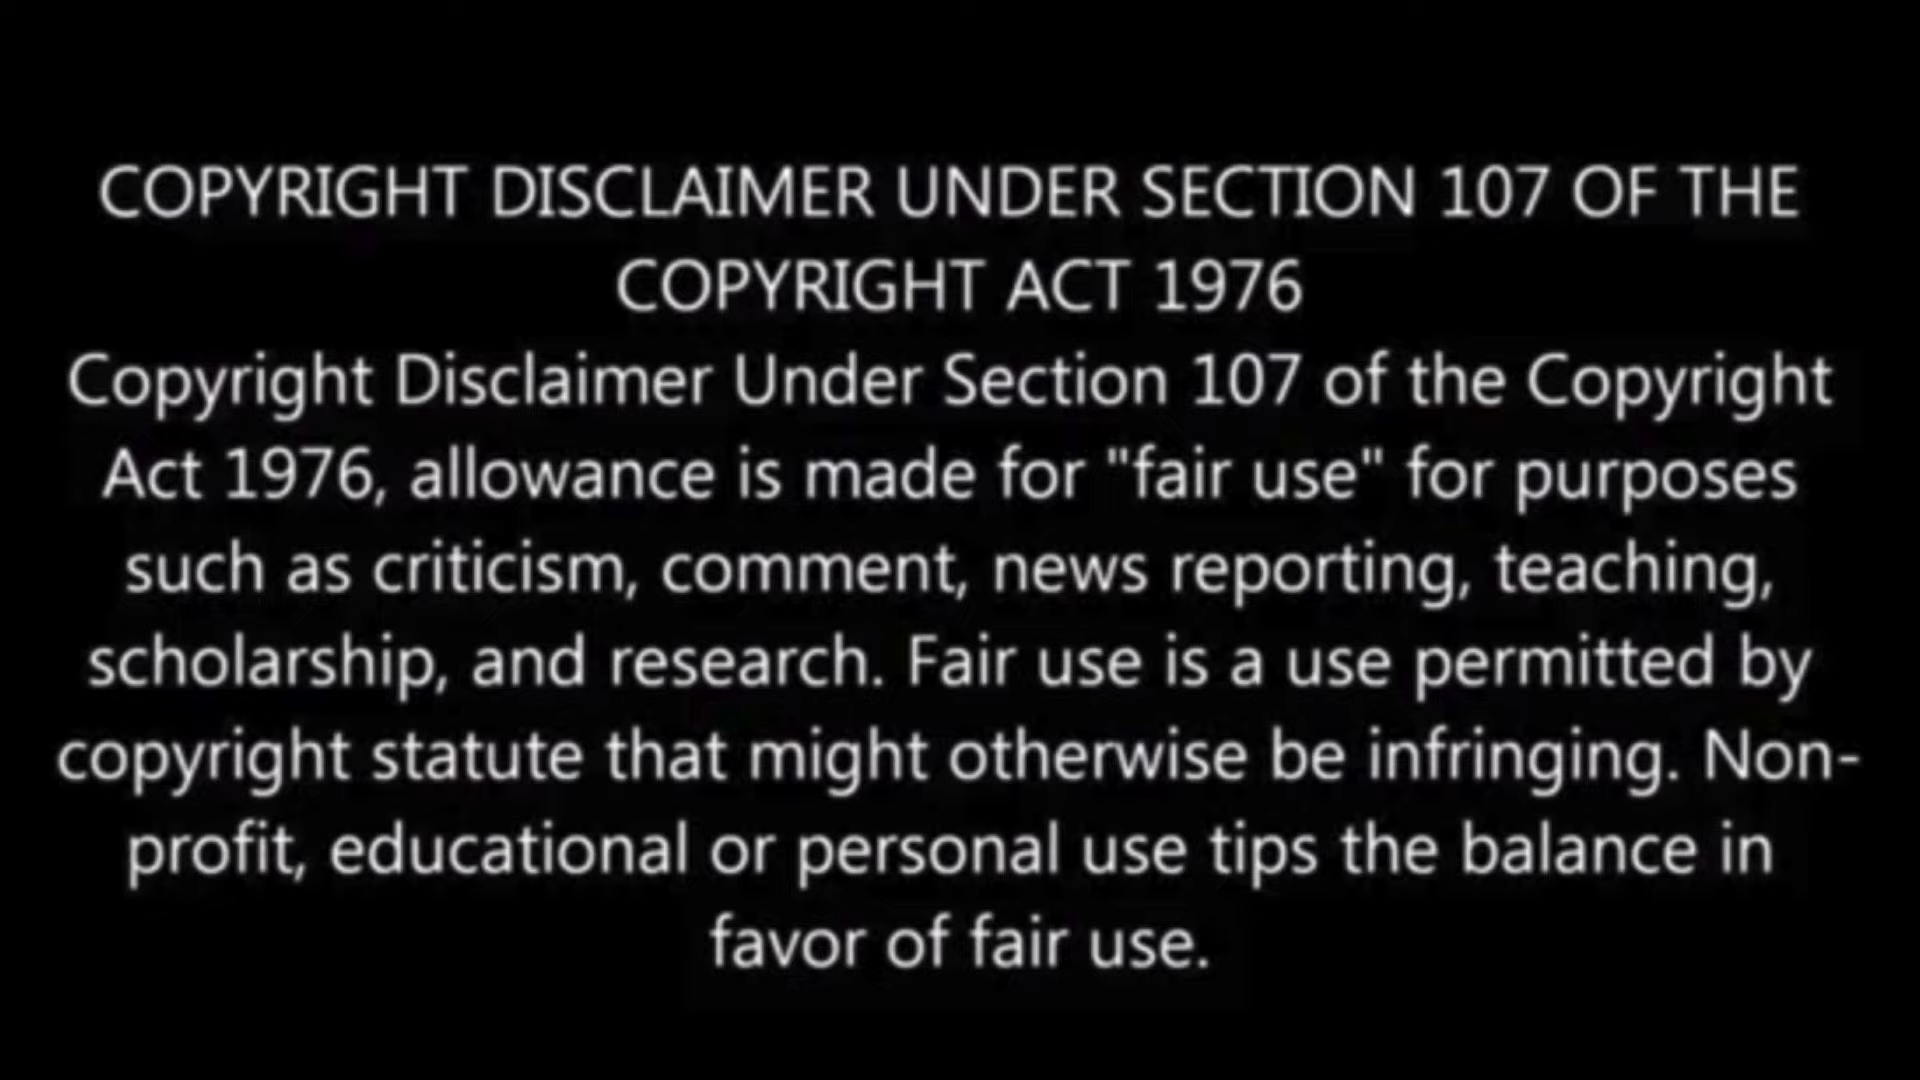 COPYRIGHT DISCLAIMER UNDER SECTION 107 OF THE
COPYRIGHT ACT 1976
Copyright Disclaimer Under Section 107 of the Copyright
Act 1976, allowance is made for "fair use" for purposes
such as criticism, comment, news reporting, teaching,
scholarship, and research. Fair use is a use permitted by
copyright statute that might otherwise be infringing. Non-
profit, educational or personal use tips the balance in
favor of fair use.